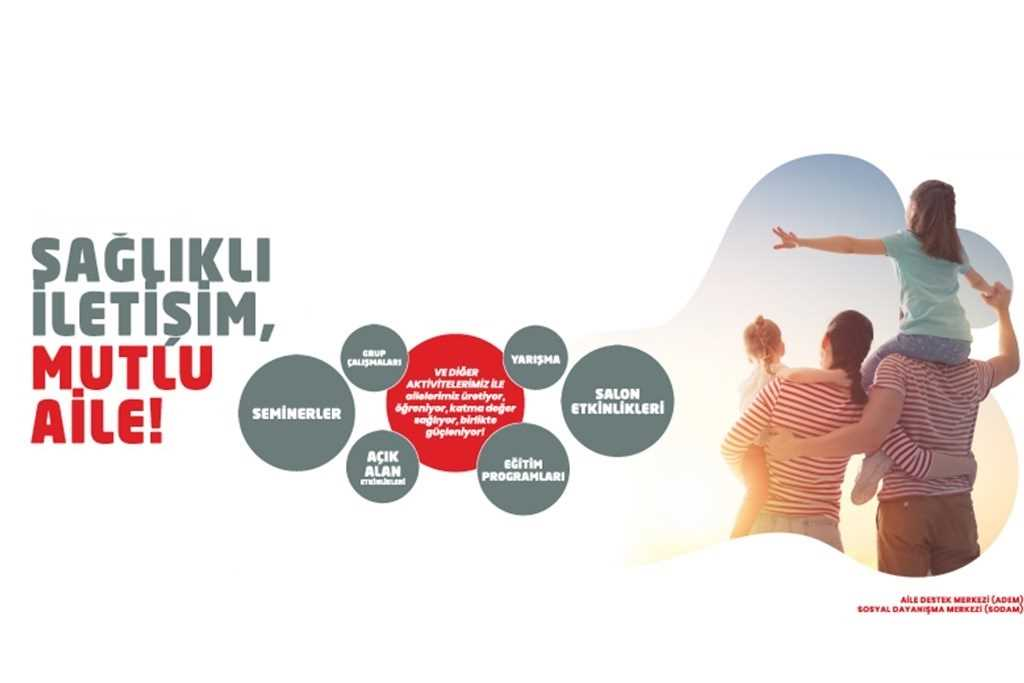 SAĞLIKLI
İLETİŞİM,
MUTLU
AİLE!
SEMİNERLER
GRUP
ÇALIŞMALARI
AÇIK
ALAN
ETKİNLİKLERİ
VE DİĞER
AKTİVİTELERİMİZ İLE
ailelerimiz üretiyor,
öğreniyor, katma değer
sağlıyor, birlikte
güçleniyor!
YARIŞMA
EĞİTİM
PROGRAMLARI
SALON
ETKİNLİKLERİ
AİLE DESTEK MERKEZİ (ADEM)
SOSYAL DAYANIŞMA MERKEZİ (SODAM)